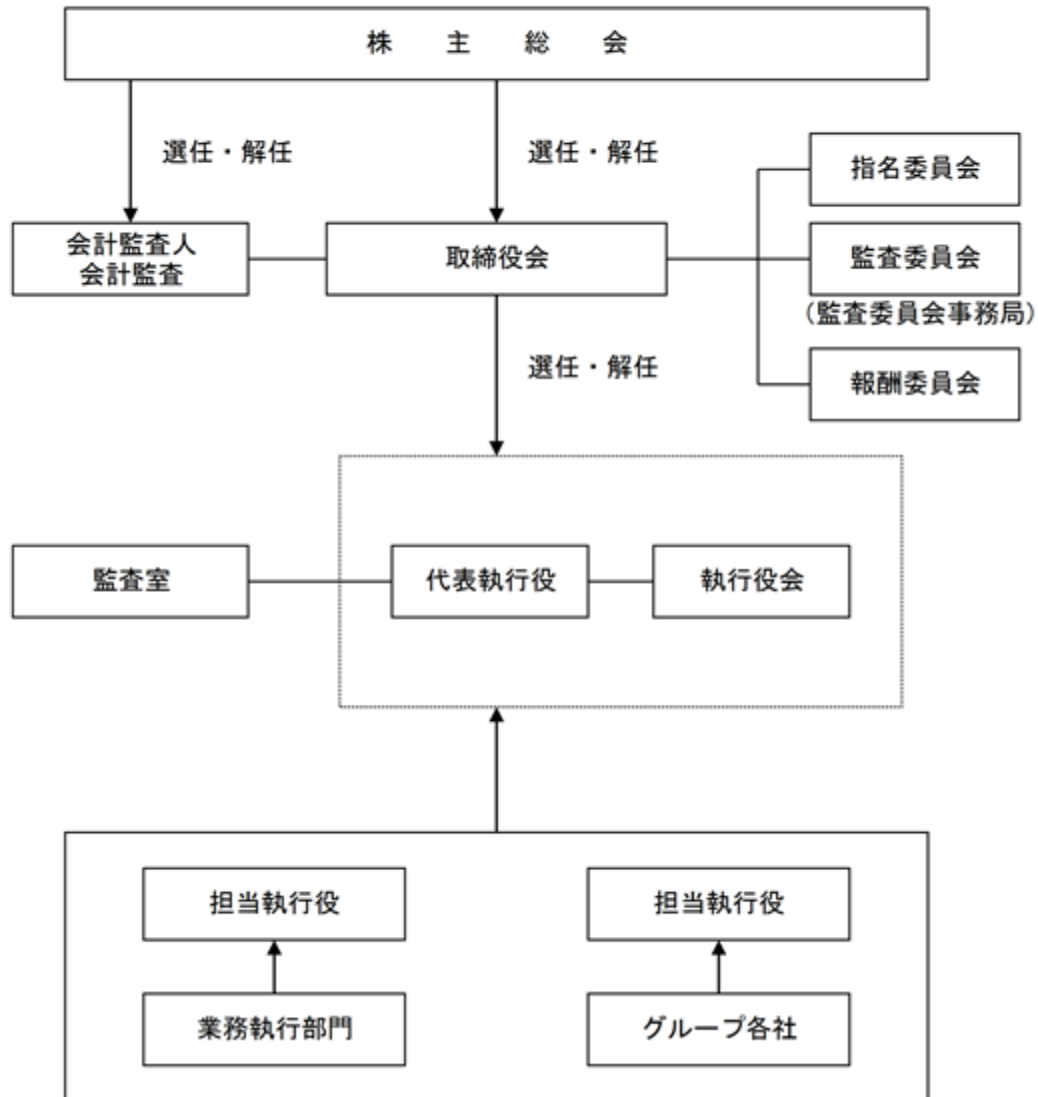 株 主 総 会
選任・解任
選任・解任
指名委員会
会計監査人
会計監査
取締役会
監査委員会
(監査委員会事務局)
選任・解任
報酬委員会
監査室
代表執行役
執行役会
担当執行役
担当執行役
業務執行部門
グループ各社